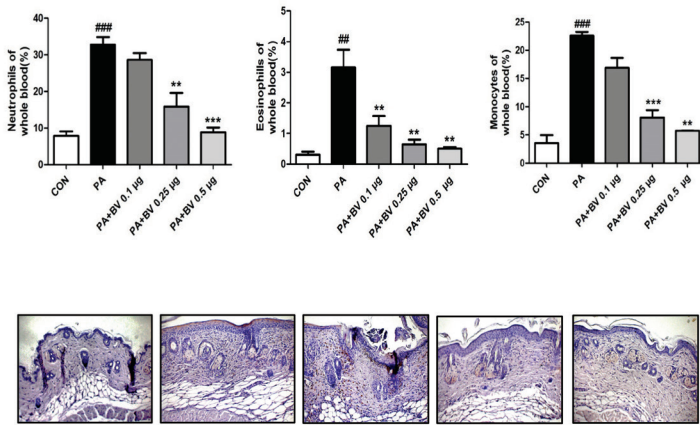 Neutrophils of
whole blood(%)
40
30
20
10
0
###
**
***
CON
PA
PA+BV 0.1 µg
PA+BV 0.25 µg
PA+BV 0.5 µg
Eosinophills of
whole blood(%)
5
4
3
2
1
0
##
**
**
**
CON
PA
PA+BV 0.1 µg
PA+BV 0.25 µg
PA+BV 0.5 µg
Monocytes of
whole blood(%)
25
20
15
10
5
0
###
***
**
CON
PA
PA+BV 0.1 µg
PA+BV 0.25 µg
PA+BV 0.5 µg